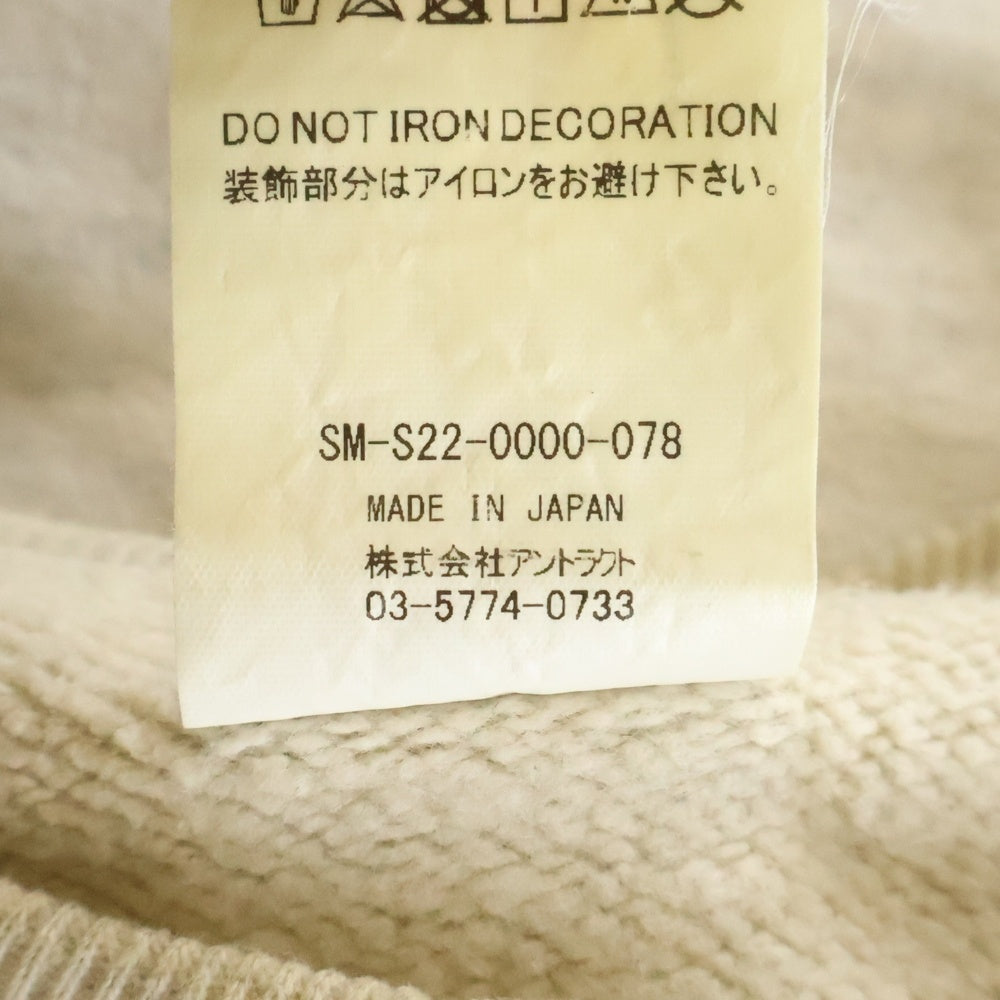 DO NOT IRON DECORATION
装飾部分はアイロンをお避け下さい。
SM-S22-0000-078
MADE IN JAPAN
株式会社アントラクト
03-5774-0733